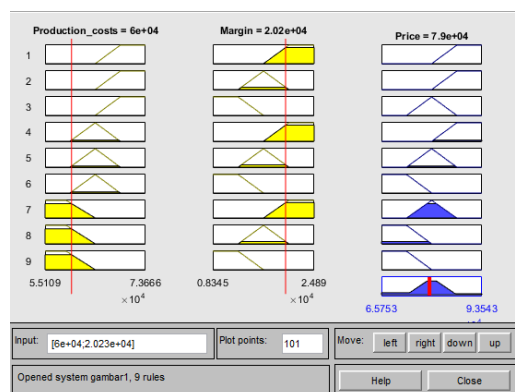 Production_costs = 6e+04 Margin = 2.02e+04 Price = 7.9e+04
1
2
3
4
5
6
7
8
9
5.5109 7.3666 0.8345 2.489
×10⁴ ×10⁴
6.5753 9.3543
Input: [6e+04;2.023e+04] Plot points: 101 Move: left right down up
Opened system gambar1, 9 rules Help Close